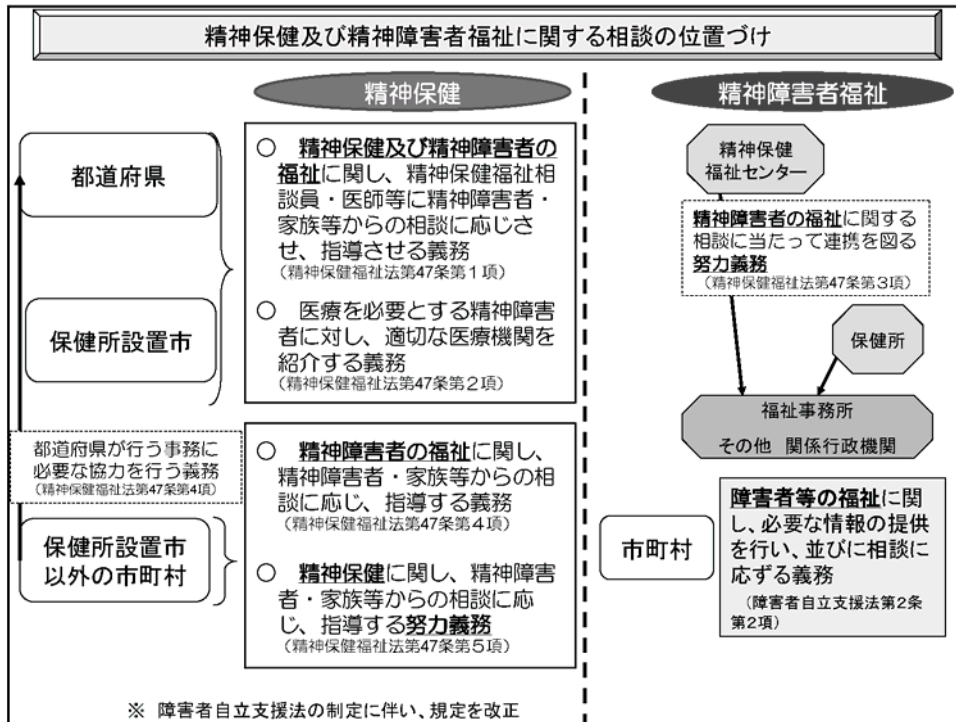 精神保健及び精神障害者福祉に関する相談の位置づけ
精神保健
都道府県
保健所設置市
○ 精神保健及び精神障害者の
福祉に関し、精神保健福祉相
談員・医師等に精神障害者・
家族等からの相談に応じさ
せ、指導させる義務
(精神保健福祉法第47条第1項)
○ 医療を必要とする精神障害
者に対し、適切な医療機関を
紹介する義務
(精神保健福祉法第47条第2項)
都道府県が行う事務に
必要な協力を行う義務
(精神保健福祉法第47条第4項)
保健所設置市
以外の市町村
○ 精神障害者の福祉に関し、
精神障害者・家族等からの相
談に応じ、指導する義務
(精神保健福祉法第47条第4項)
○ 精神保健に関し、精神障害
者・家族等からの相談に応
じ、指導する努力義務
(精神保健福祉法第47条第5項)
精神障害者福祉
精神保健
福祉センター
精神障害者の福祉に関する
相談に当たって連携を図る
努力義務
(精神保健福祉法第47条第3項)
保健所
福祉事務所
その他 関係行政機関
市町村
障害者等の福祉に関
し、必要な情報の提供
を行い、並びに相談に
応ずる義務
(障害者自立支援法第2条
第2項)
※ 障害者自立支援法の制定に伴い、規定を改正